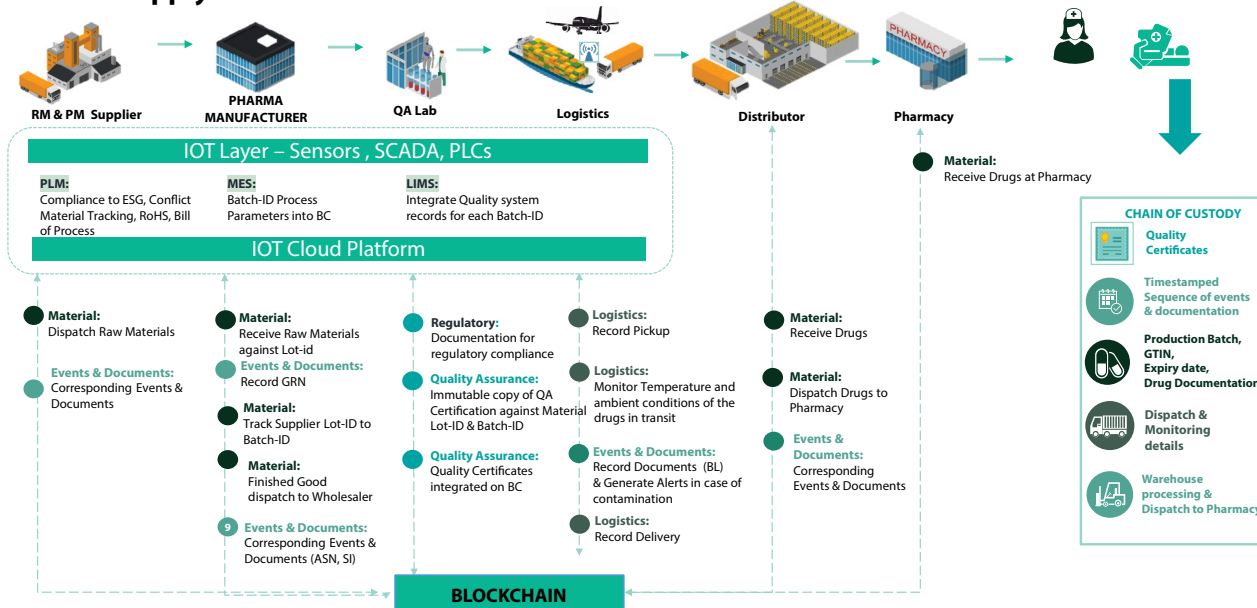 PHARMACY
RM & PM Supplier
PHARMA
MANUFACTURER
QA Lab
Logistics
Distributor
Pharmacy
IOT Layer – Sensors , SCADA, PLCs
PLM:
Compliance to ESG, Conflict
Material Tracking, RoHS, Bill
of Process
MES:
Batch-ID Process
Parameters into BC
LIMS:
Integrate Quality system
records for each Batch-ID
IOT Cloud Platform
Material:
Dispatch Raw Materials
Events & Documents:
Corresponding Events &
Documents
Material:
Receive Raw Materials
against Lot-id
Events & Documents:
Record GRN
Material:
Track Supplier Lot-ID to
Batch-ID
Material:
Finished Good
dispatch to Wholesaler
9
Events & Documents:
Corresponding Events &
Documents (ASN, SI)
Regulatory:
Documentation for
regulatory compliance
Quality Assurance:
Immutable copy of QA
Certification against Material
Lot-ID & Batch-ID
Quality Assurance:
Quality Certificates
integrated on BC
Logistics:
Record Pickup
Logistics:
Monitor Temperature and
ambient conditions of the
drugs in transit
Events & Documents:
Record Documents (BL)
& Generate Alerts in case of
contamination
Logistics:
Record Delivery
Material:
Receive Drugs
Material:
Dispatch Drugs to
Pharmacy
Events &
Documents:
Corresponding
Events & Documents
Material:
Receive Drugs at Pharmacy
CHAIN OF CUSTODY
Quality
Certificates
Timestamped
Sequence of events
& documentation
Production Batch,
GTIN,
Expiry date,
Drug Documentation
Dispatch &
Monitoring
details
Warehouse
processing &
Dispatch to Pharmacy
BLOCKCHAIN